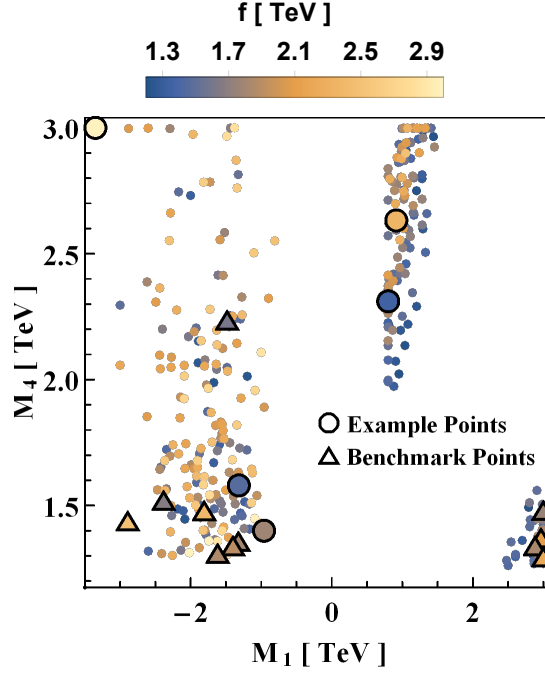 f [ TeV ]
1.3 1.7 2.1 2.5 2.9
3.0
2.5
2.0
1.5
M4 [ TeV ]
Example Points
Benchmark Points
−2 0 2
M1 [ TeV ]